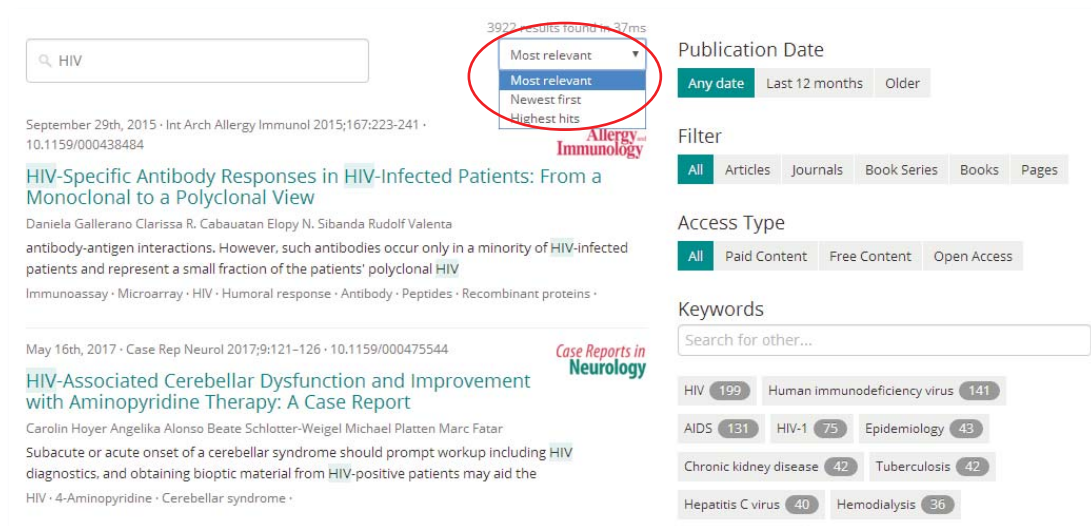 3922 results found in 37ms
HIV
Most relevant
Most relevant
Newest first
Highest hits
September 29th, 2015 · Int Arch Allergy Immunol 2015;167:223-241 ·
10.1159/000438484
Allergy and
Immunology
HIV-Specific Antibody Responses in HIV-Infected Patients: From a
Monoclonal to a Polyclonal View
Daniela Gallerano Clarissa R. Cabauatan Elopy N. Sibanda Rudolf Valenta
antibody-antigen interactions. However, such antibodies occur only in a minority of HIV-infected
patients and represent a small fraction of the patients' polyclonal HIV
Immunoassay · Microarray · HIV · Humoral response · Antibody · Peptides · Recombinant proteins ·
May 16th, 2017 · Case Rep Neurol 2017;9:121–126 · 10.1159/000475544
Case Reports in
Neurology
HIV-Associated Cerebellar Dysfunction and Improvement
with Aminopyridine Therapy: A Case Report
Carolin Hoyer Angelika Alonso Beate Schlotter-Weigel Michael Platten Marc Fatar
Subacute or acute onset of a cerebellar syndrome should prompt workup including HIV
diagnostics, and obtaining bioptic material from HIV-positive patients may aid the
HIV · 4-Aminopyridine · Cerebellar syndrome ·
Publication Date
Any date Last 12 months Older
Filter
All Articles Journals Book Series Books Pages
Access Type
All Paid Content Free Content Open Access
Keywords
Search for other...
HIV 199 Human immunodeficiency virus 141
AIDS 131 HIV-1 75 Epidemiology 43
Chronic kidney disease 42 Tuberculosis 42
Hepatitis C virus 40 Hemodialysis 36